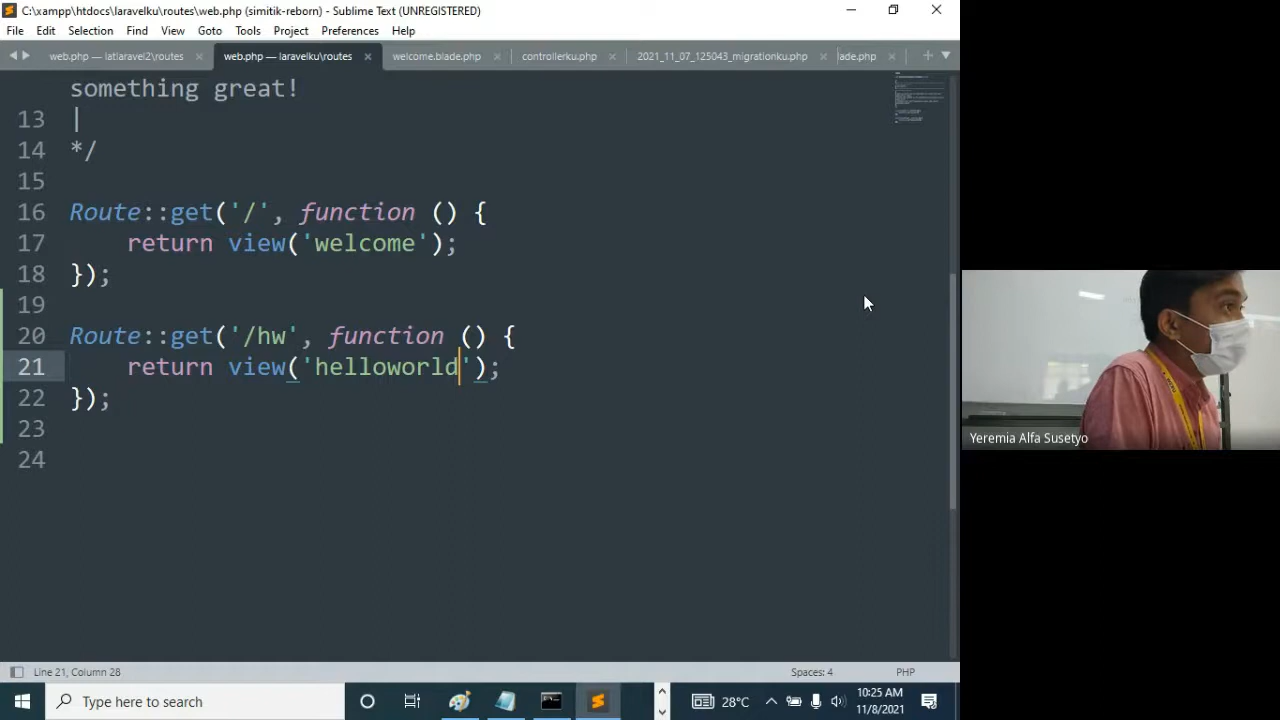 C:\xampp\htdocs\laravelku\routes\web.php (simitik-reborn) - Sublime Text (UNREGISTERED)
File Edit Selection Find View Goto Tools Project Preferences Help
web.php — latlaravel2\routes web.php — laravelku\routes welcome.blade.php controllerku.php 2021_11_07_125043_migrationku.php lade.php
something great!
13 |
14 */
15
16 Route::get('/', function () {
17 return view('welcome');
18 });
19
20 Route::get('/hw', function () {
21 return view('helloworld');
22 });
23
24
Yeremia Alfa Susetyo
Line 21, Column 28 Spaces: 4 PHP
Type here to search 28°C 10:25 AM
11/8/2021